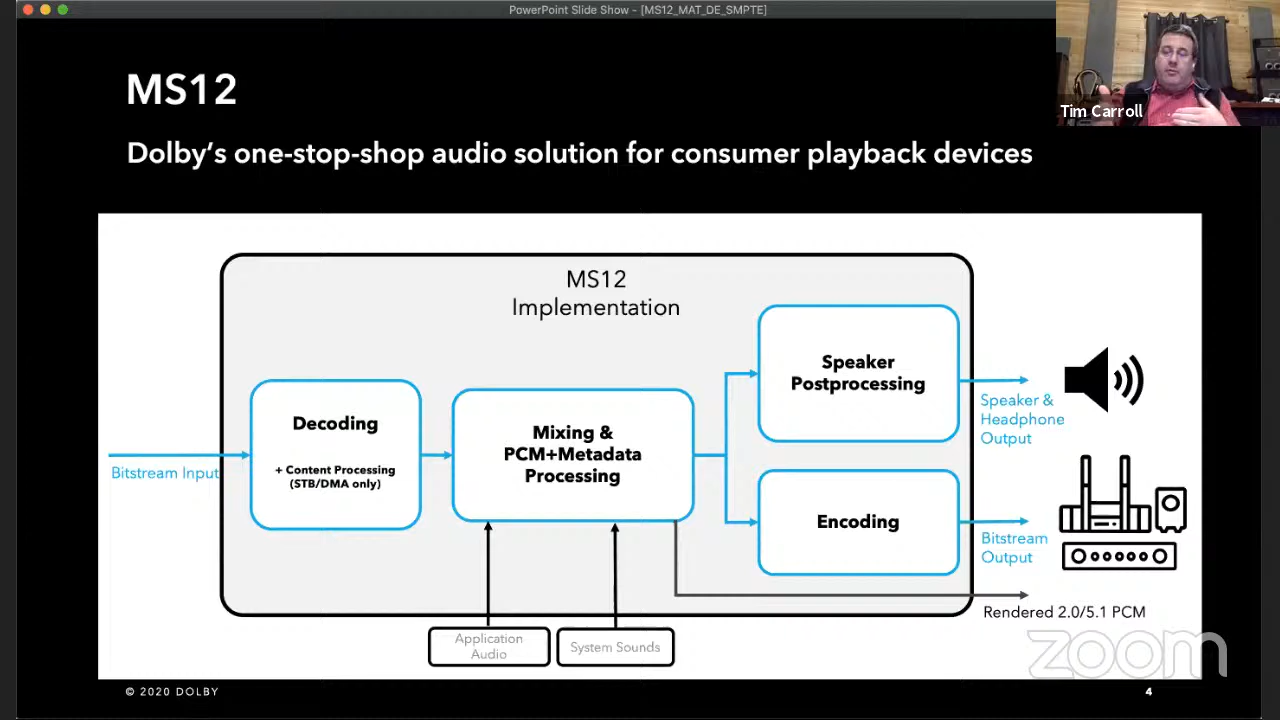 PowerPoint Slide Show - [MS12_MAT_DE_SMPTE]
Tim Carroll
MS12
Dolby’s one-stop-shop audio solution for consumer playback devices
MS12
Implementation
Bitstream Input
Decoding
+ Content Processing
(STB/DMA only)
Mixing &
PCM+Metadata
Processing
Speaker
Postprocessing
Encoding
Speaker &
Headphone
Output
Bitstream
Output
Rendered 2.0/5.1 PCM
Application
Audio
System Sounds
zoom
© 2020 DOLBY
4